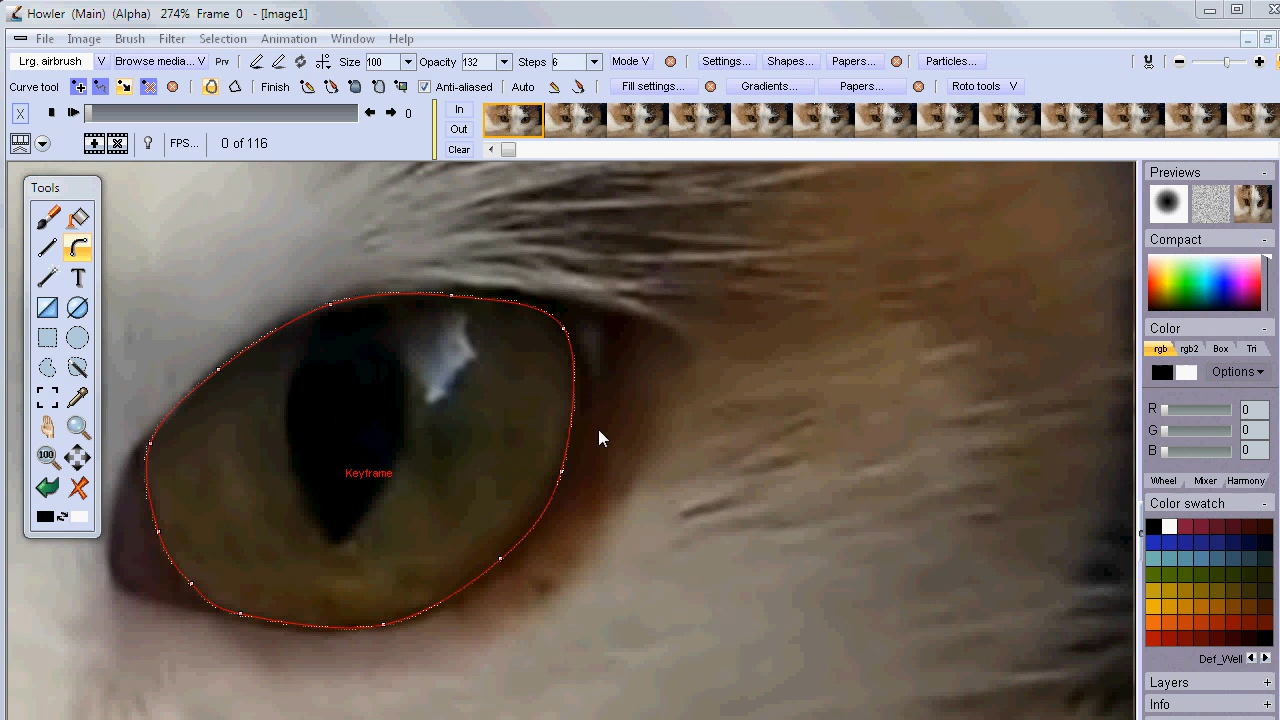 Howler (Main) (Alpha) 274% Frame 0 - [Image1]
File Image Brush Filter Selection Animation Window Help
Lrg. airbrush V Browse media... V Prv Size 100 Opacity 132 Steps 6 Mode V Settings... Shapes... Papers... Particles...
Curve tool Finish Anti-aliased Auto Fill settings... Gradients... Papers... Roto tools V
X 0 In
Out
FPS... 0 of 116 Clear
Tools
T
100
Keyframe
Previews -
Compact -
Color -
rgb rgb2 Box Tri
Options
R 0
G 0
B 0
Wheel Mixer Harmony
Color swatch -
Def_Well
Layers +
Info +